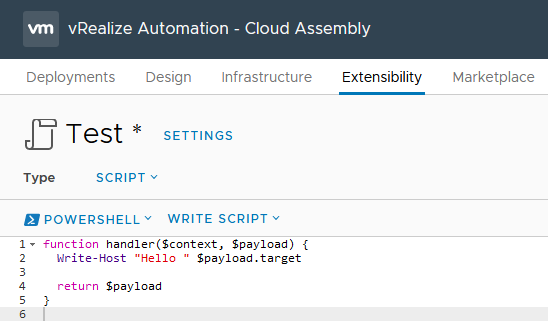 vm vRealize Automation - Cloud Assembly
Deployments Design Infrastructure Extensibility Marketplace
Test * SETTINGS
Type SCRIPT
POWERSHELL WRITE SCRIPT
1 function handler($context, $payload) {
2   Write-Host "Hello " $payload.target
3
4   return $payload
5 }
6